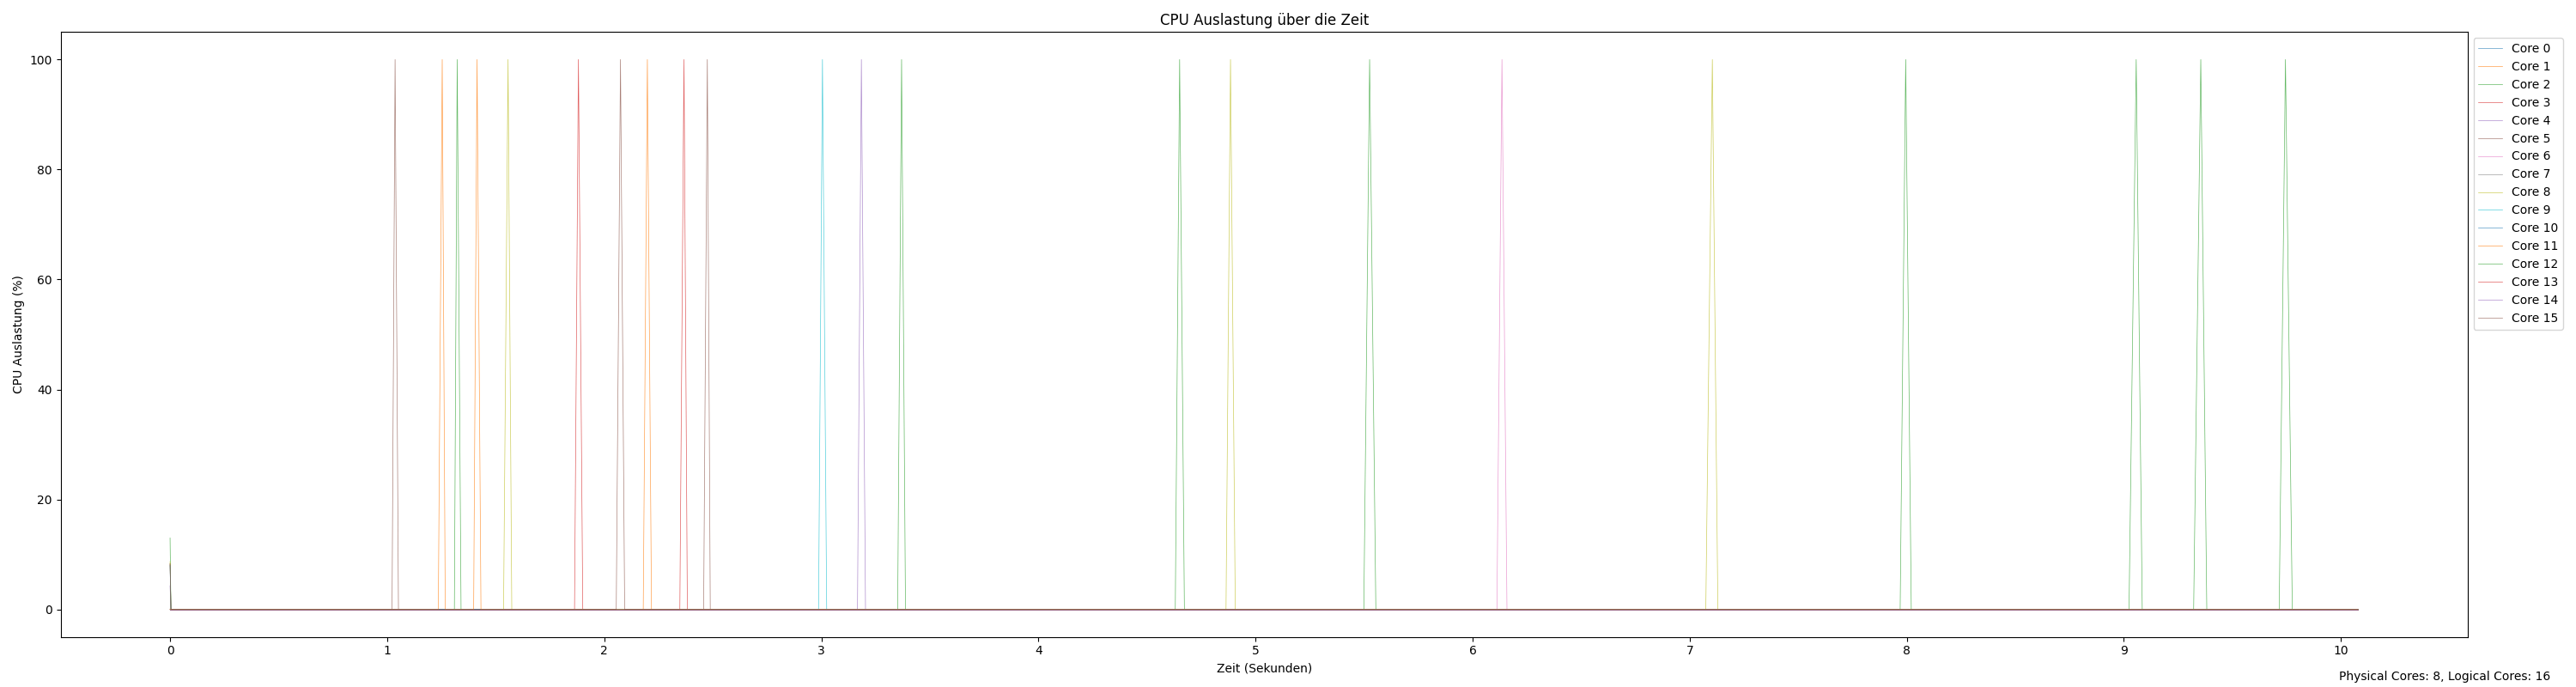 CPU Auslastung über die Zeit
CPU Auslastung (%)
100
80
60
40
20
0
0 1 2 3 4 5 6 7 8 9 10
Zeit (Sekunden)
Core 0
Core 1
Core 2
Core 3
Core 4
Core 5
Core 6
Core 7
Core 8
Core 9
Core 10
Core 11
Core 12
Core 13
Core 14
Core 15
Physical Cores: 8, Logical Cores: 16